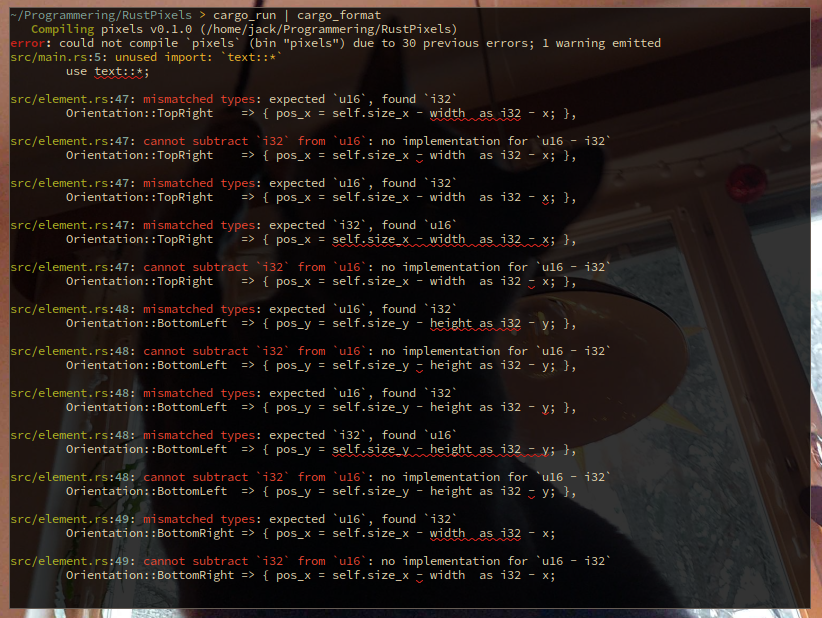 ~/Programmering/RustPixels > cargo_run | cargo_format
Compiling pixels v0.1.0 (/home/jack/Programmering/RustPixels)
error: could not compile `pixels` (bin "pixels") due to 30 previous errors; 1 warning emitted
src/main.rs:5: unused import: `text::*`
use text::*;
src/element.rs:47: mismatched types: expected `u16`, found `i32`
Orientation::TopRight    => { pos_x = self.size_x - width  as i32 - x; },
src/element.rs:47: cannot subtract `i32` from `u16`: no implementation for `u16 - i32`
Orientation::TopRight    => { pos_x = self.size_x - width  as i32 - x; },
src/element.rs:47: mismatched types: expected `u16`, found `i32`
Orientation::TopRight    => { pos_x = self.size_x - width  as i32 - x; },
src/element.rs:47: mismatched types: expected `i32`, found `u16`
Orientation::TopRight    => { pos_x = self.size_x - width  as i32 - x; },
src/element.rs:47: cannot subtract `i32` from `u16`: no implementation for `u16 - i32`
Orientation::TopRight    => { pos_x = self.size_x - width  as i32 - x; },
src/element.rs:48: mismatched types: expected `u16`, found `i32`
Orientation::BottomLeft  => { pos_y = self.size_y - height as i32 - y; },
src/element.rs:48: cannot subtract `i32` from `u16`: no implementation for `u16 - i32`
Orientation::BottomLeft  => { pos_y = self.size_y - height as i32 - y; },
src/element.rs:48: mismatched types: expected `u16`, found `i32`
Orientation::BottomLeft  => { pos_y = self.size_y - height as i32 - y; },
src/element.rs:48: mismatched types: expected `i32`, found `u16`
Orientation::BottomLeft  => { pos_y = self.size_y - height as i32 - y; },
src/element.rs:48: cannot subtract `i32` from `u16`: no implementation for `u16 - i32`
Orientation::BottomLeft  => { pos_y = self.size_y - height as i32 - y; },
src/element.rs:49: mismatched types: expected `u16`, found `i32`
Orientation::BottomRight => { pos_x = self.size_x - width  as i32 - x;
src/element.rs:49: cannot subtract `i32` from `u16`: no implementation for `u16 - i32`
Orientation::BottomRight => { pos_x = self.size_x - width  as i32 - x;